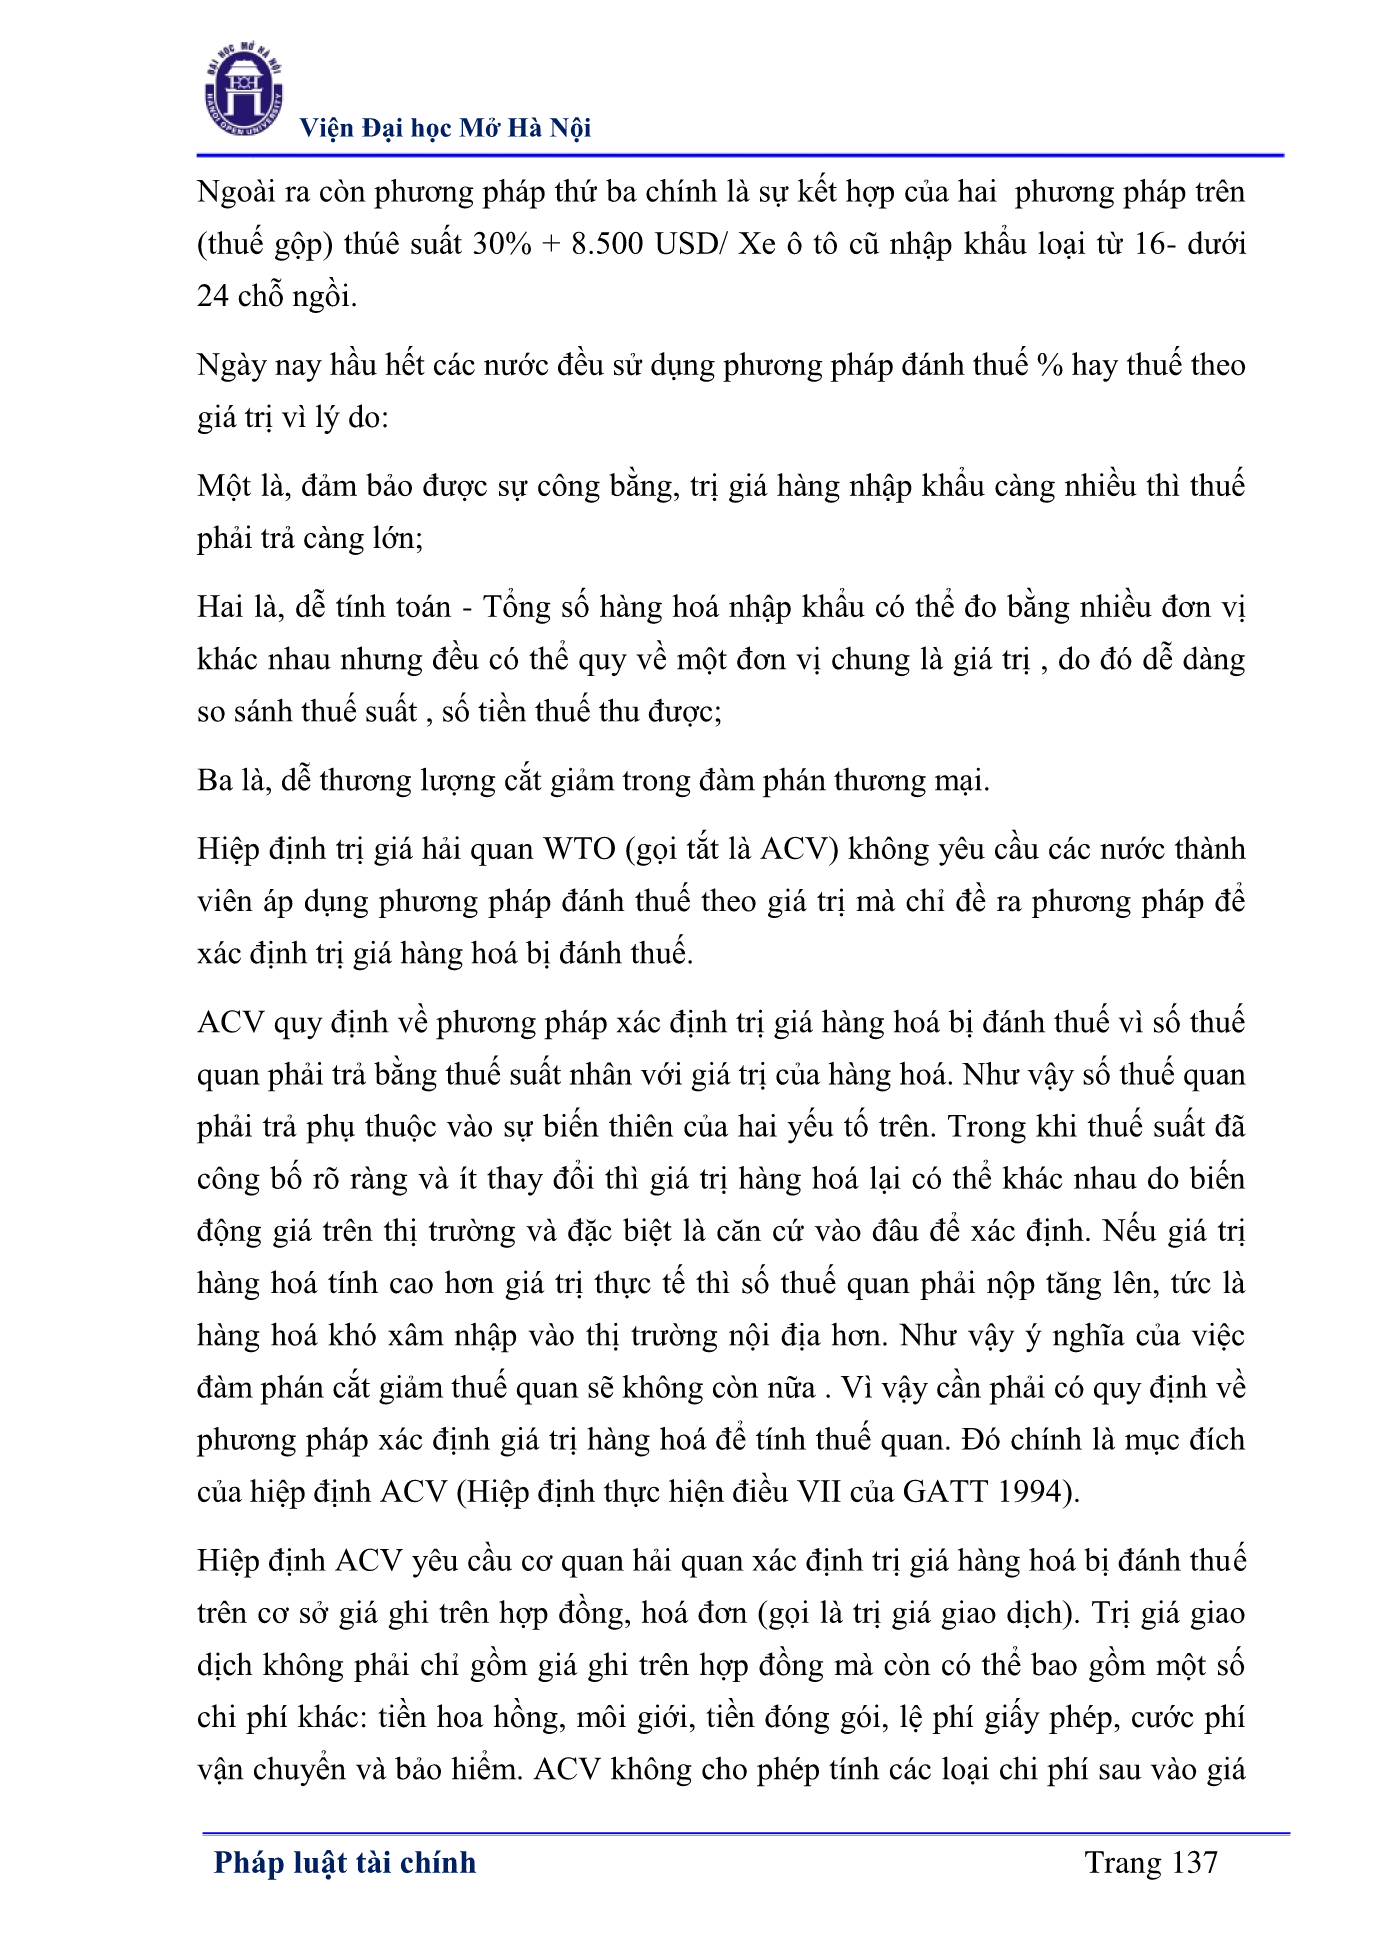 ĐẠI HỌC MỞ HÀ NỘI
HANOI OPEN UNIVERSITY
Viện Đại học Mở Hà Nội
Ngoài ra còn phương pháp thứ ba chính là sự kết hợp của hai  phương pháp trên
(thuế gộp) thúê suất 30% + 8.500 USD/ Xe ô tô cũ nhập khẩu loại từ 16- dưới
24 chỗ ngồi.
Ngày nay hầu hết các nước đều sử dụng phương pháp đánh thuế % hay thuế theo
giá trị vì lý do:
Một là, đảm bảo được sự công bằng, trị giá hàng nhập khẩu càng nhiều thì thuế
phải trả càng lớn;
Hai là, dễ tính toán - Tổng số hàng hoá nhập khẩu có thể đo bằng nhiều đơn vị
khác nhau nhưng đều có thể quy về một đơn vị chung là giá trị , do đó dễ dàng
so sánh thuế suất , số tiền thuế thu được;
Ba là, dễ thương lượng cắt giảm trong đàm phán thương mại.
Hiệp định trị giá hải quan WTO (gọi tắt là ACV) không yêu cầu các nước thành
viên áp dụng phương pháp đánh thuế theo giá trị mà chỉ đề ra phương pháp để
xác định trị giá hàng hoá bị đánh thuế.
ACV quy định về phương pháp xác định trị giá hàng hoá bị đánh thuế vì số thuế
quan phải trả bằng thuế suất nhân với giá trị của hàng hoá. Như vậy số thuế quan
phải trả phụ thuộc vào sự biến thiên của hai yếu tố trên. Trong khi thuế suất đã
công bố rõ ràng và ít thay đổi thì giá trị hàng hoá lại có thể khác nhau do biến
động giá trên thị trường và đặc biệt là căn cứ vào đâu để xác định. Nếu giá trị
hàng hoá tính cao hơn giá trị thực tế thì số thuế quan phải nộp tăng lên, tức là
hàng hoá khó xâm nhập vào thị trường nội địa hơn. Như vậy ý nghĩa của việc
đàm phán cắt giảm thuế quan sẽ không còn nữa . Vì vậy cần phải có quy định về
phương pháp xác định giá trị hàng hoá để tính thuế quan. Đó chính là mục đích
của hiệp định ACV (Hiệp định thực hiện điều VII của GATT 1994).
Hiệp định ACV yêu cầu cơ quan hải quan xác định trị giá hàng hoá bị đánh thuế
trên cơ sở giá ghi trên hợp đồng, hoá đơn (gọi là trị giá giao dịch). Trị giá giao
dịch không phải chỉ gồm giá ghi trên hợp đồng mà còn có thể bao gồm một số
chi phí khác: tiền hoa hồng, môi giới, tiền đóng gói, lệ phí giấy phép, cước phí
vận chuyển và bảo hiểm. ACV không cho phép tính các loại chi phí sau vào giá
Pháp luật tài chính
Trang 137